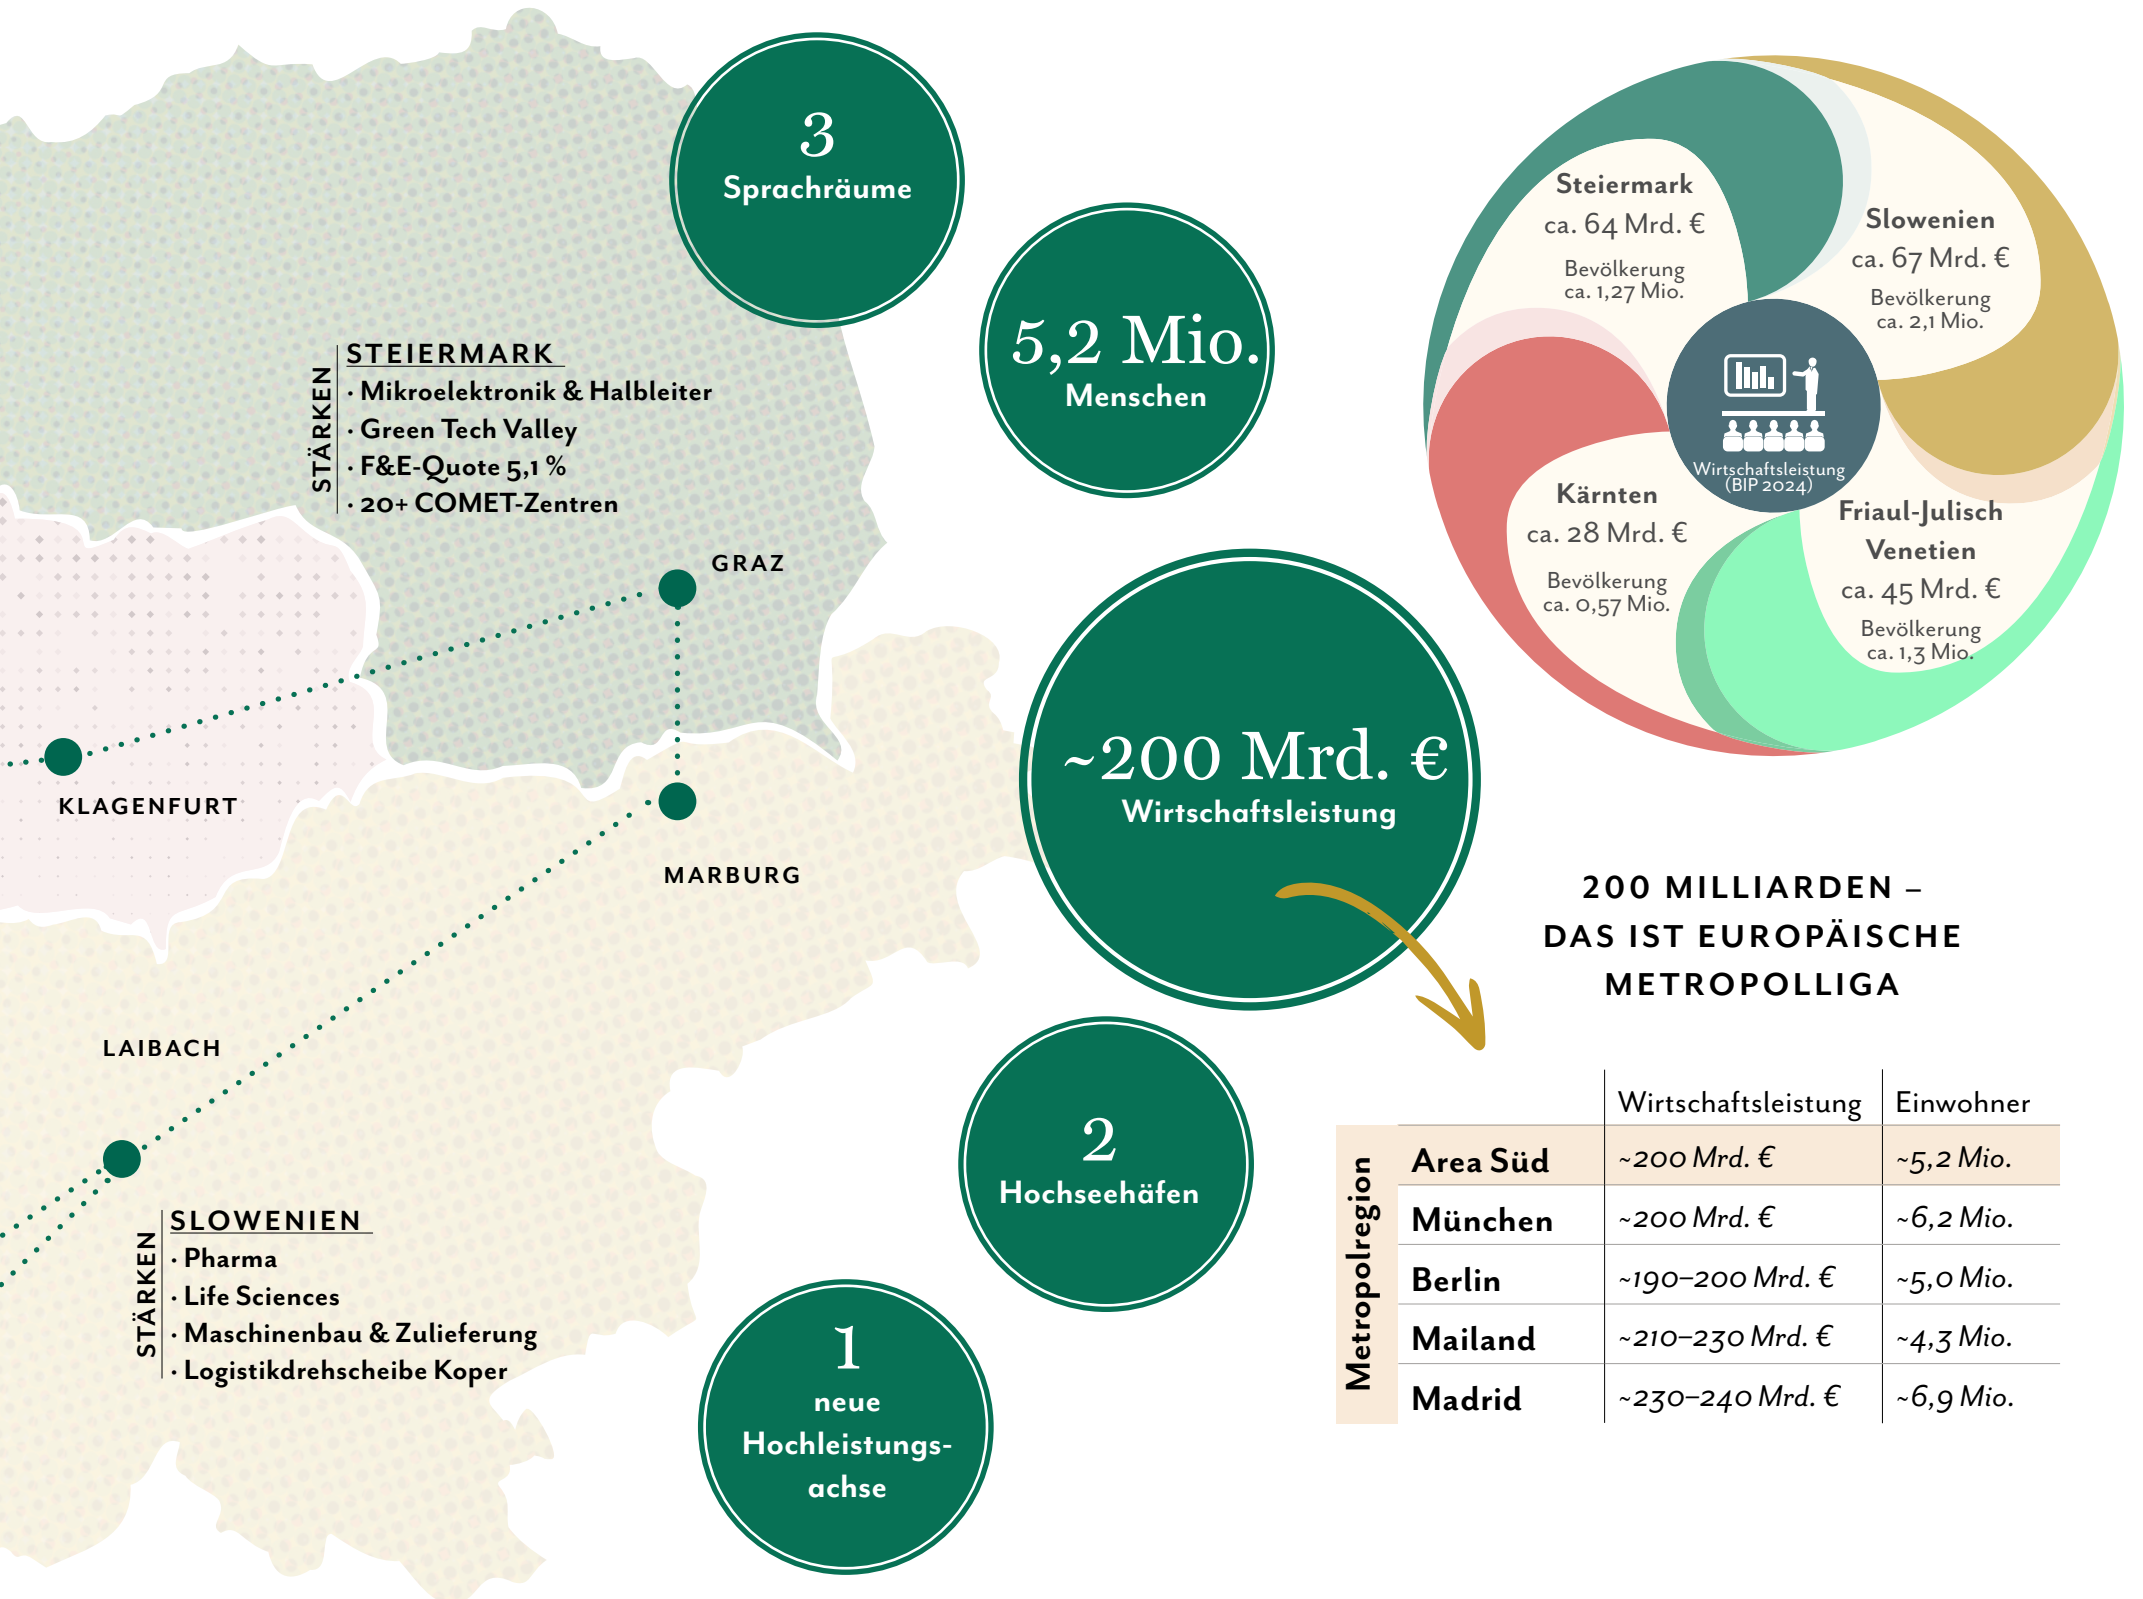 3
Sprachräume
5,2 Mio.
Menschen
STÄRKEN
STEIERMARK
· Mikroelektronik & Halbleiter
· Green Tech Valley
· F&E-Quote 5,1 %
· 20+ COMET-Zentren
GRAZ
KLAGENFURT
MARBURG
LAIBACH
STÄRKEN
SLOWENIEN
· Pharma
· Life Sciences
· Maschinenbau & Zulieferung
· Logistikdrehscheibe Koper
~200 Mrd. €
Wirtschaftsleistung
2
Hochseehäfen
1
neue
Hochleistungs-
achse
Steiermark
ca. 64 Mrd. €
Bevölkerung
ca. 1,27 Mio.
Slowenien
ca. 67 Mrd. €
Bevölkerung
ca. 2,1 Mio.
Wirtschaftsleistung
(BIP 2024)
Kärnten
ca. 28 Mrd. €
Bevölkerung
ca. 0,57 Mio.
Friaul-Julisch
Venetien
ca. 45 Mrd. €
Bevölkerung
ca. 1,3 Mio.
200 MILLIARDEN –
DAS IST EUROPÄISCHE
METROPOLLIGA
Wirtschaftsleistung Einwohner
Metropolregion
Area Süd ~200 Mrd. € ~5,2 Mio.
München ~200 Mrd. € ~6,2 Mio.
Berlin ~190–200 Mrd. € ~5,0 Mio.
Mailand ~210–230 Mrd. € ~4,3 Mio.
Madrid ~230–240 Mrd. € ~6,9 Mio.